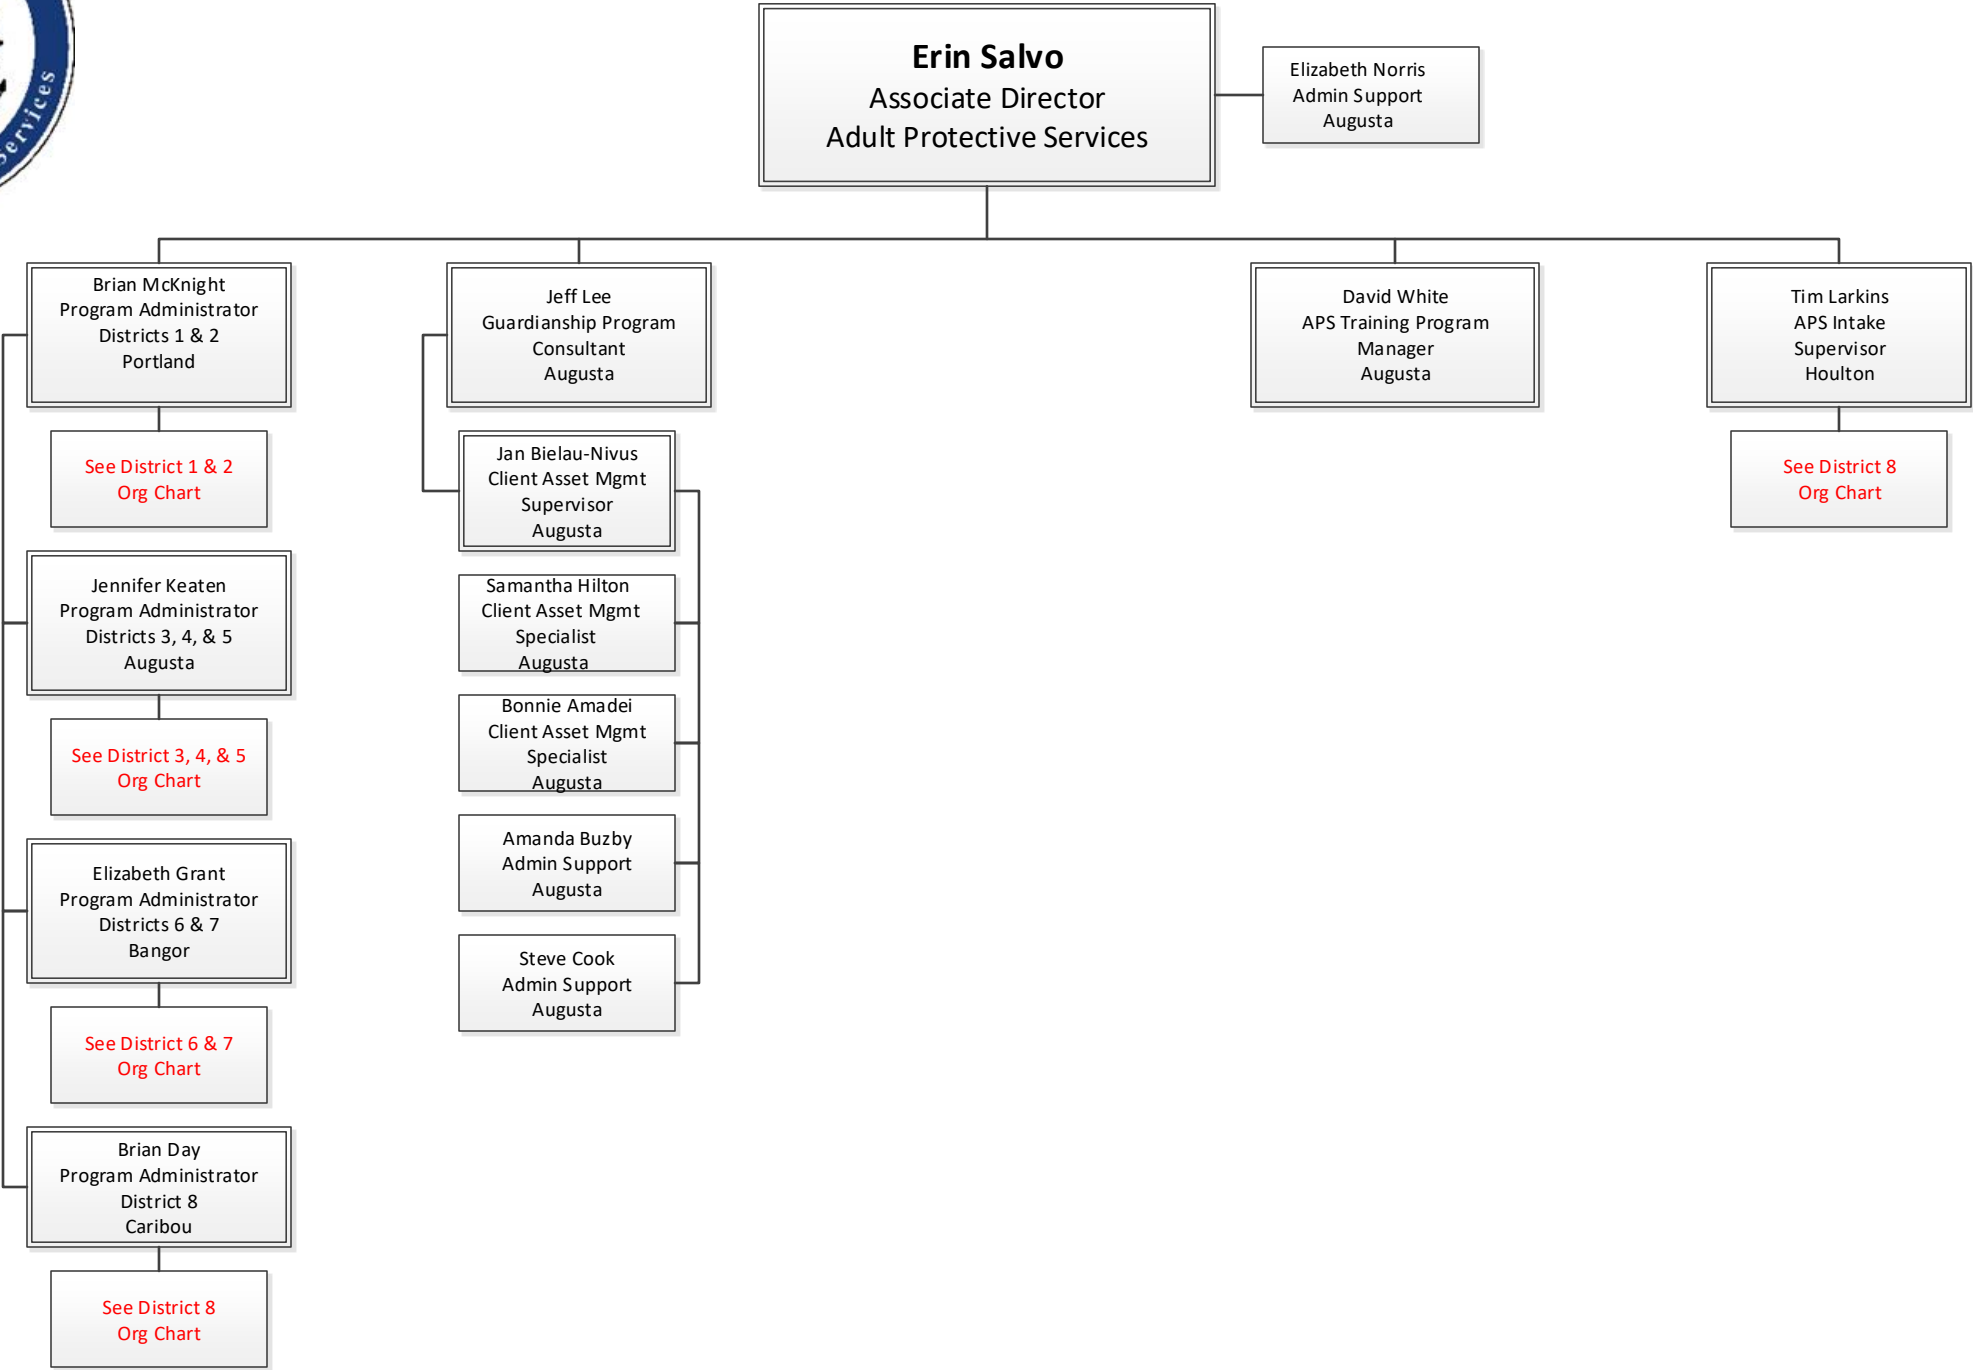 Services
Erin Salvo
Associate Director
Adult Protective Services
Elizabeth Norris
Admin Support
Augusta
Brian McKnight
Program Administrator
Districts 1 & 2
Portland
See District 1 & 2
Org Chart
Jennifer Keaten
Program Administrator
Districts 3, 4, & 5
Augusta
See District 3, 4, & 5
Org Chart
Elizabeth Grant
Program Administrator
Districts 6 & 7
Bangor
See District 6 & 7
Org Chart
Brian Day
Program Administrator
District 8
Caribou
See District 8
Org Chart
Jeff Lee
Guardianship Program
Consultant
Augusta
Jan Bielau-Nivus
Client Asset Mgmt
Supervisor
Augusta
Samantha Hilton
Client Asset Mgmt
Specialist
Augusta
Bonnie Amadei
Client Asset Mgmt
Specialist
Augusta
Amanda Buzby
Admin Support
Augusta
Steve Cook
Admin Support
Augusta
David White
APS Training Program
Manager
Augusta
Tim Larkins
APS Intake
Supervisor
Houlton
See District 8
Org Chart